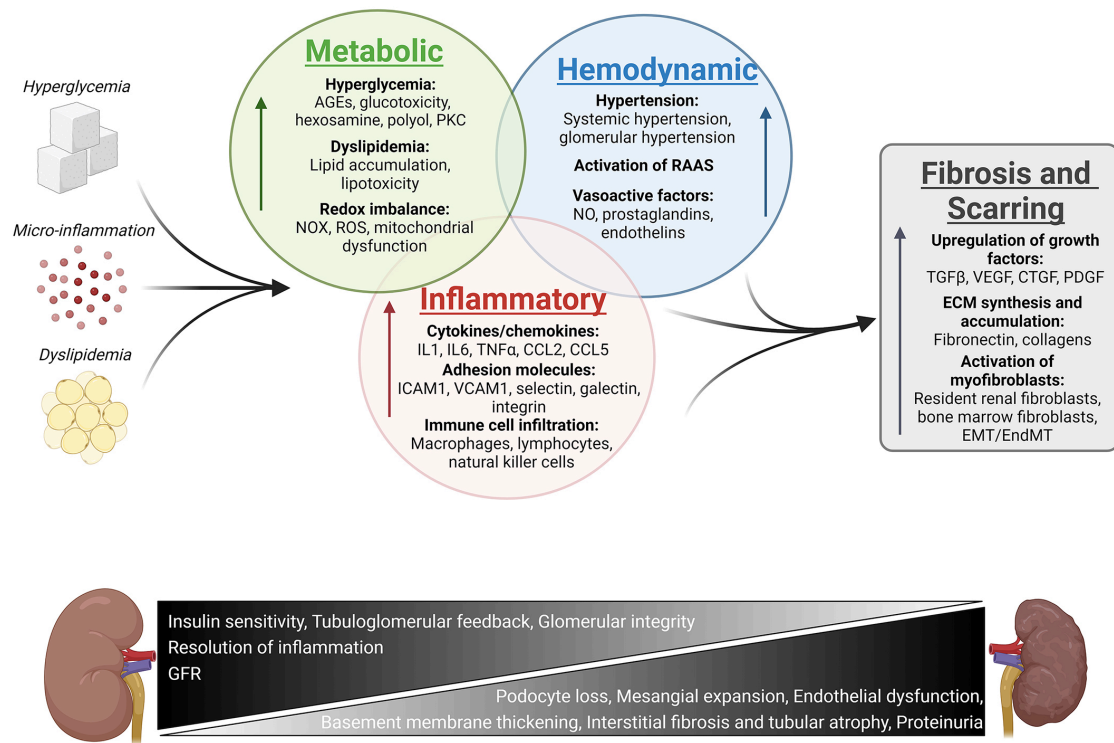 Hyperglycemia
Micro-inflammation
Dyslipidemia
Metabolic
Hyperglycemia:
AGEs, glucotoxicity,
hexosamine, polyol, PKC
Dyslipidemia:
Lipid accumulation,
lipotoxicity
Redox imbalance:
NOX, ROS, mitochondrial
dysfunction
Hemodynamic
Hypertension:
Systemic hypertension,
glomerular hypertension
Activation of RAAS
Vasoactive factors:
NO, prostaglandins,
endothelins
Inflammatory
Cytokines/chemokines:
IL1, IL6, TNFα, CCL2, CCL5
Adhesion molecules:
ICAM1, VCAM1, selectin, galectin,
integrin
Immune cell infiltration:
Macrophages, lymphocytes,
natural killer cells
Fibrosis and
Scarring
Upregulation of growth
factors:
TGFβ, VEGF, CTGF, PDGF
ECM synthesis and
accumulation:
Fibronectin, collagens
Activation of
myofibroblasts:
Resident renal fibroblasts,
bone marrow fibroblasts,
EMT/EndMT
Insulin sensitivity, Tubuloglomerular feedback, Glomerular integrity
Resolution of inflammation
GFR
Podocyte loss, Mesangial expansion, Endothelial dysfunction,
Basement membrane thickening, Interstitial fibrosis and tubular atrophy, Proteinuria